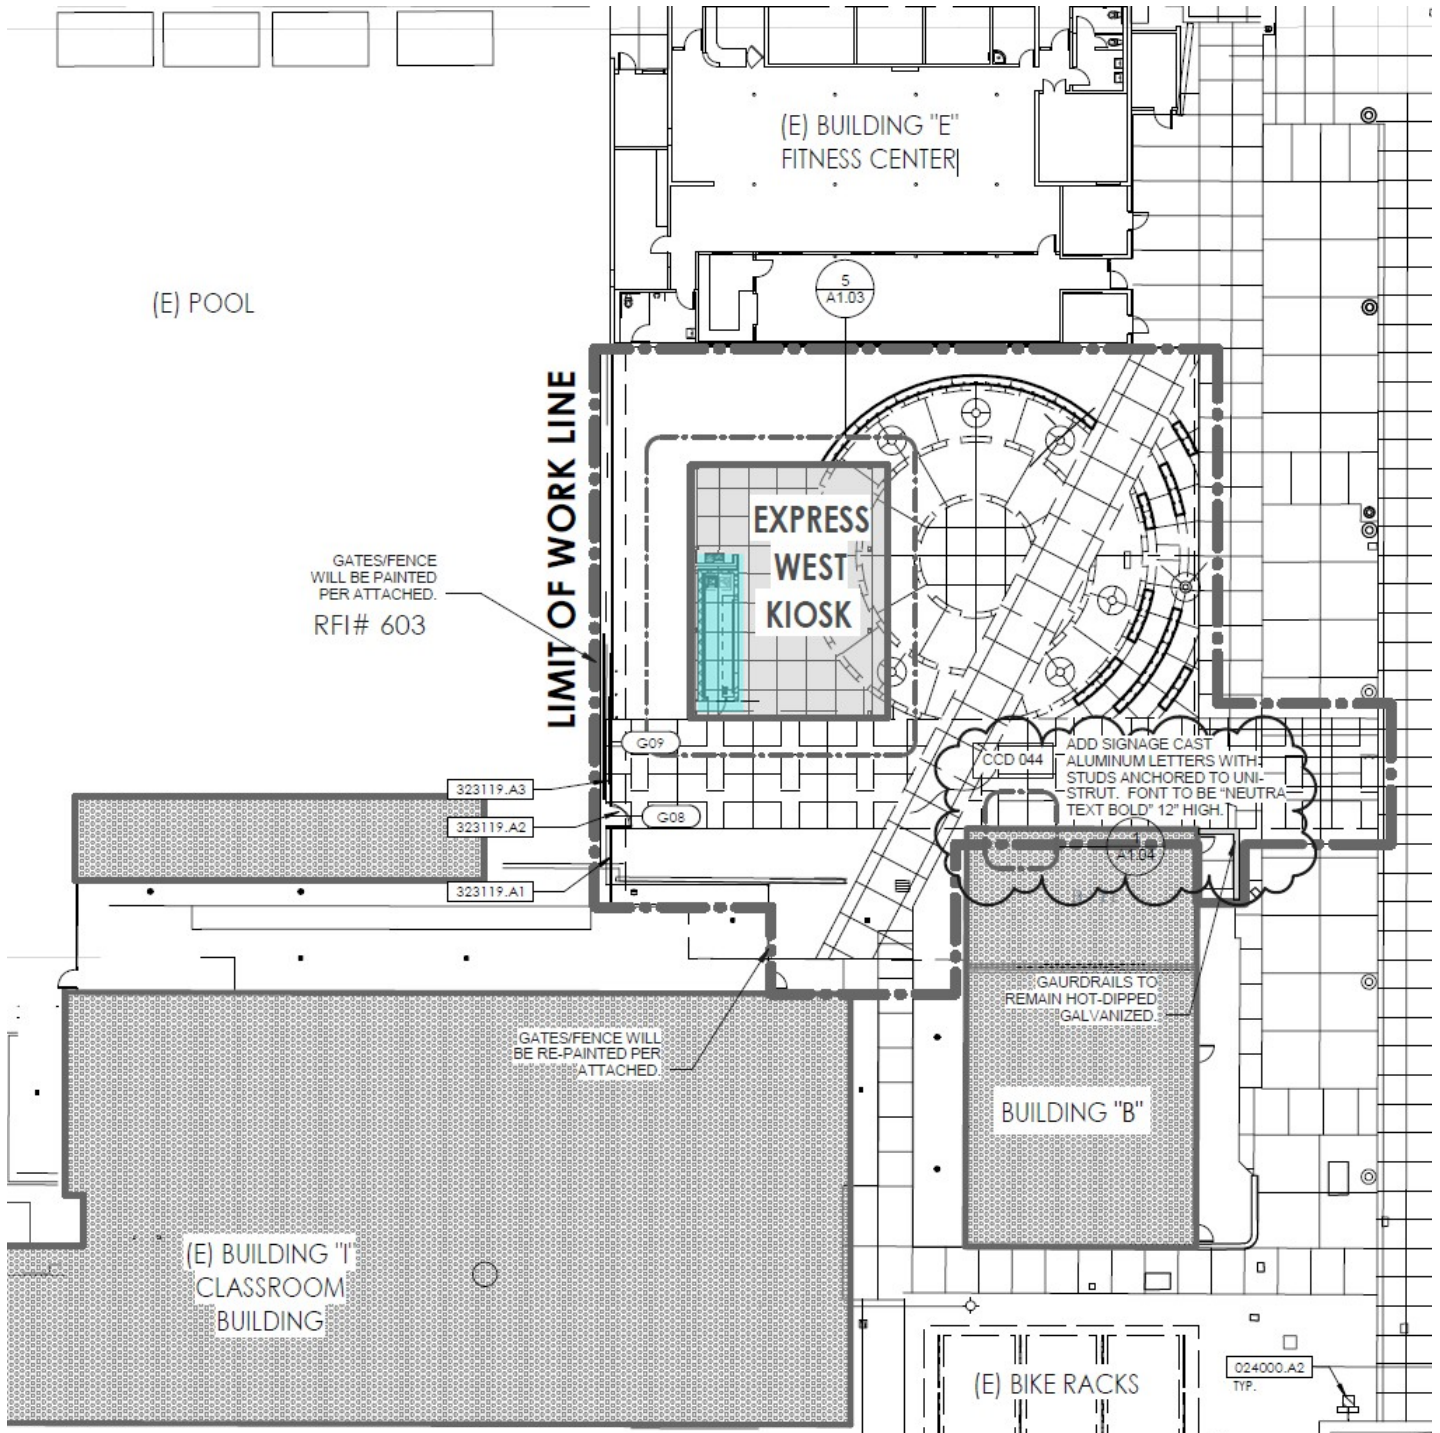 (E) BUILDING "E"
FITNESS CENTER
(E) POOL
5
A1.03
LIMIT OF WORK LINE
EXPRESS
WEST
KIOSK
GATES/FENCE
WILL BE PAINTED
PER ATTACHED.
RFI# 603
G09
CCD 044
ADD SIGNAGE CAST
ALUMINUM LETTERS WITH
STUDS ANCHORED TO UNI-
STRUT. FONT TO BE "NEUTRA
TEXT BOLD" 12" HIGH.
323119.A3
G08
323119.A2
1
A1.04
323119.A1
GAURDRAILS TO
REMAIN HOT-DIPPED
GALVANIZED.
GATES/FENCE WILL
BE RE-PAINTED PER
ATTACHED.
BUILDING "B"
(E) BUILDING "I"
CLASSROOM
BUILDING
(E) BIKE RACKS
024000.A2
TYP.